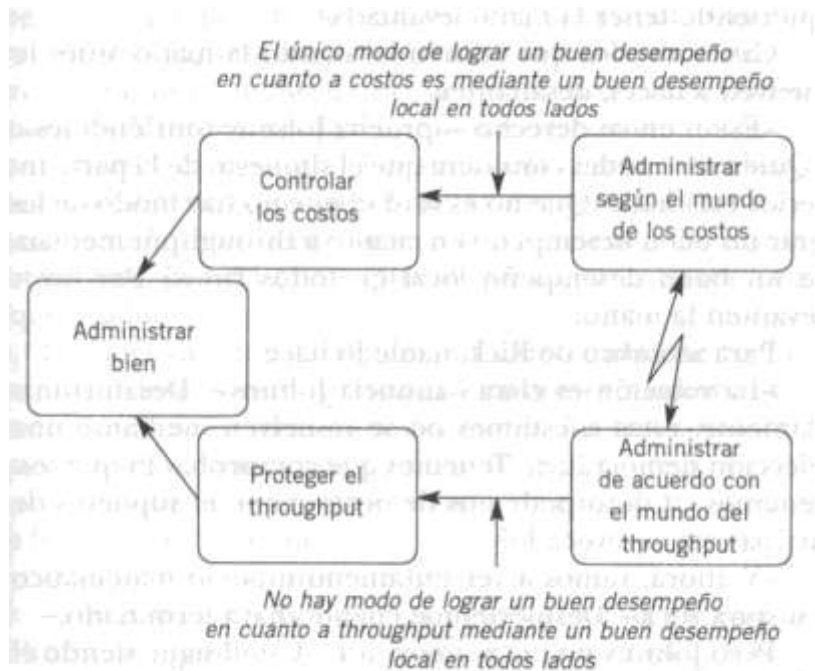 El único modo de lograr un buen desempeño
en cuanto a costos es mediante un buen desempeño
local en todos lados
Controlar
los costos
Administrar
según el mundo
de los costos
Administrar
bien
Proteger el
throughput
Administrar
de acuerdo con
el mundo del
throughput
No hay modo de lograr un buen desempeño
en cuanto a throughput mediante un buen desempeño
local en todos lados